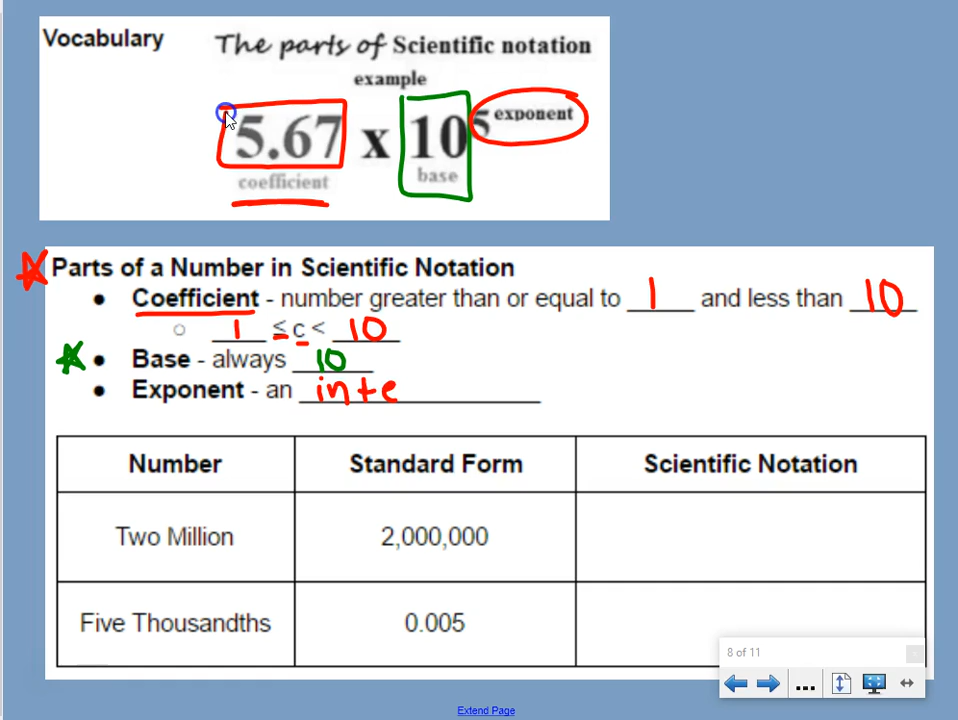 Vocabulary
The parts of Scientific notation
example
5.67 x 10 5 exponent
coefficient base
Parts of a Number in Scientific Notation
● Coefficient - number greater than or equal to 1 and less than 10
○ 1 ≤ c < 10
● Base - always 10
● Exponent - an inte
Number Standard Form Scientific Notation
Two Million 2,000,000
Five Thousandths 0.005
8 of 11
...
Extend Page